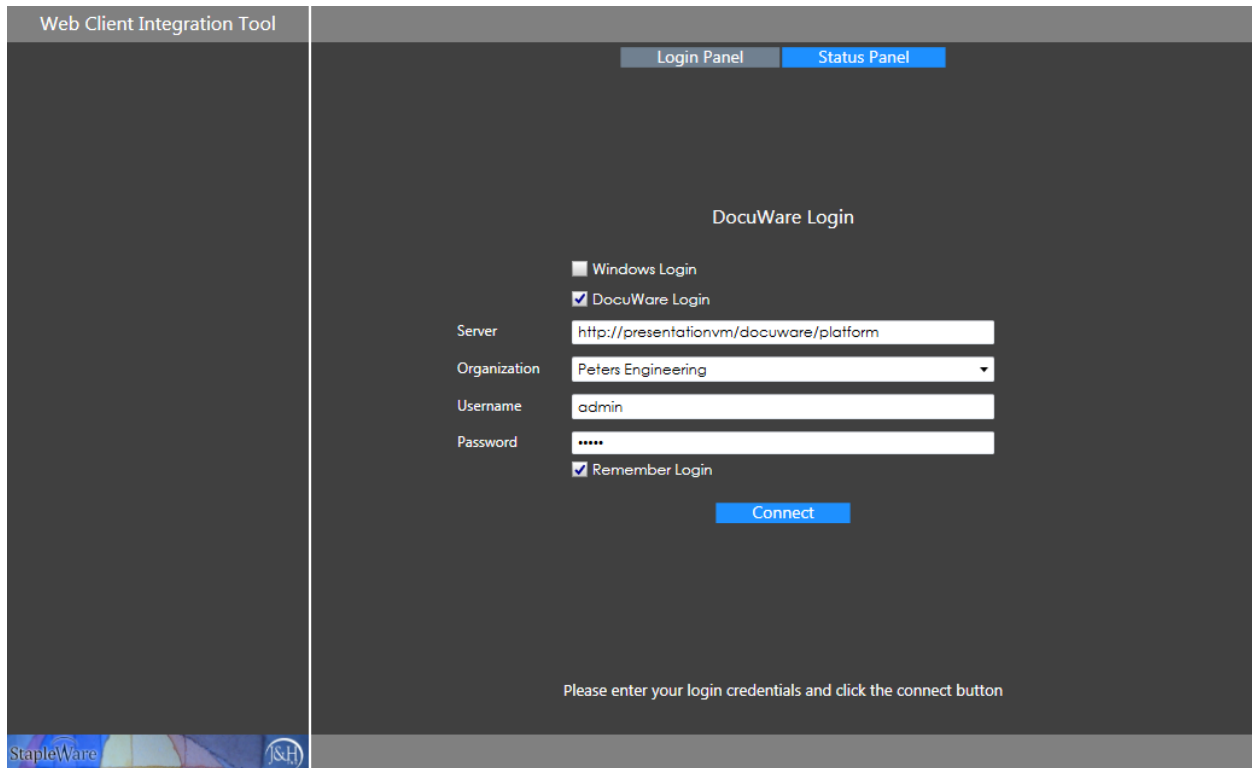 Web Client Integration Tool
Login Panel Status Panel
DocuWare Login
Windows Login
DocuWare Login
Server http://presentationvm/docuware/platform
Organization Peters Engineering
Username admin
Password •••••
Remember Login
Connect
Please enter your login credentials and click the connect button
StapleWare J&H